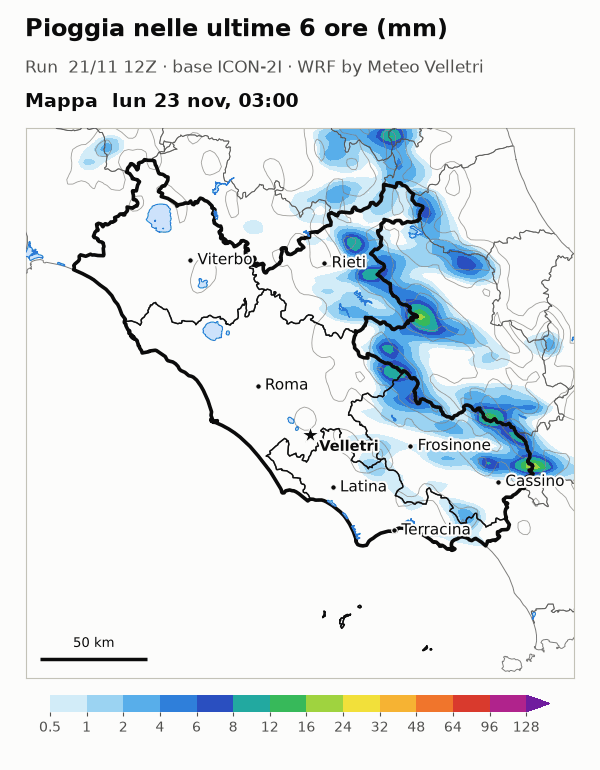 Pioggia nelle ultime 6 ore (mm)
Run  21/11 12Z · base ICON-2I · WRF by Meteo Velletri
Mappa  lun 23 nov, 03:00
Viterbo
Rieti
Roma
Velletri
Frosinone
Latina
Cassino
Terracina
50 km
0.5 1 2 4 6 8 12 16 24 32 48 64 96 128